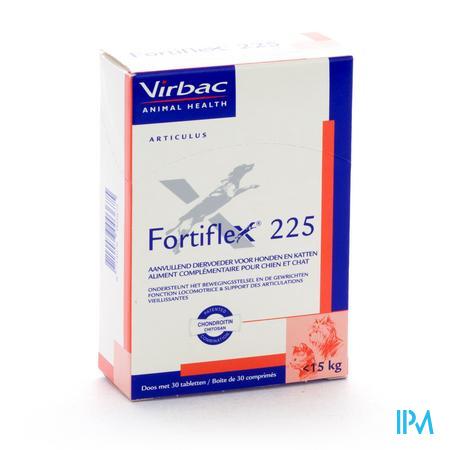 Virbac
ANIMAL HEALTH
ARTICULUS
Fortiflex® 225
AANVULLEND DIERVOEDER VOOR HONDEN EN KATTEN
ALIMENT COMPLÉMENTAIRE POUR CHIEN ET CHAT
ONDERSTEUNT HET BEWEGINGSSTELSEL EN DE GEWRICHTEN
FONCTION LOCOMOTRICE & SUPPORT DES ARTICULATIONS
VIEILLISSANTES
PATENTED
CHONDROITIN
CHITOSAN
COMBINATION
<15 kg
Doos met 30 tabletten / Boîte de 30 comprimés
IPM